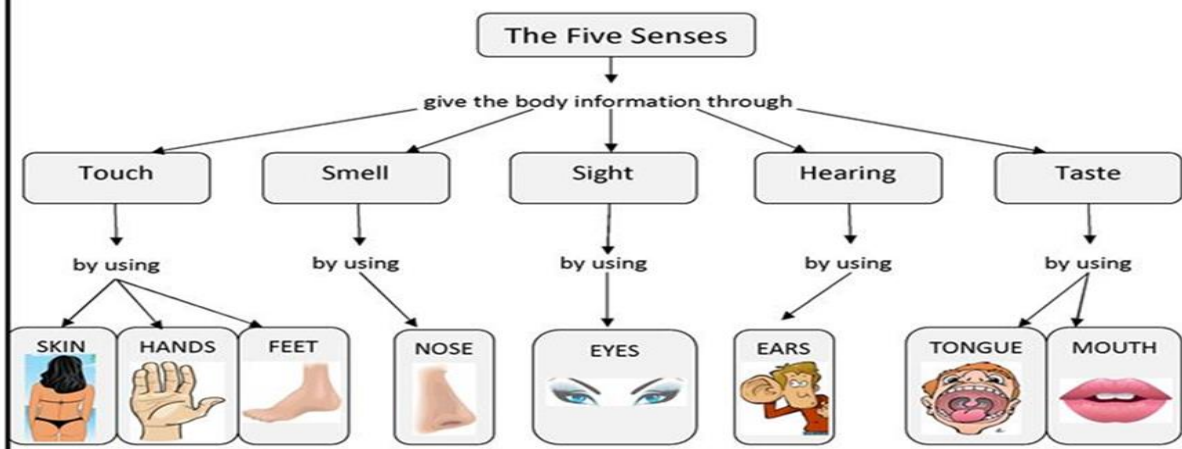 The Five Senses
give the body information through
Touch Smell Sight Hearing Taste
by using by using by using by using by using
SKIN HANDS FEET NOSE EYES EARS TONGUE MOUTH